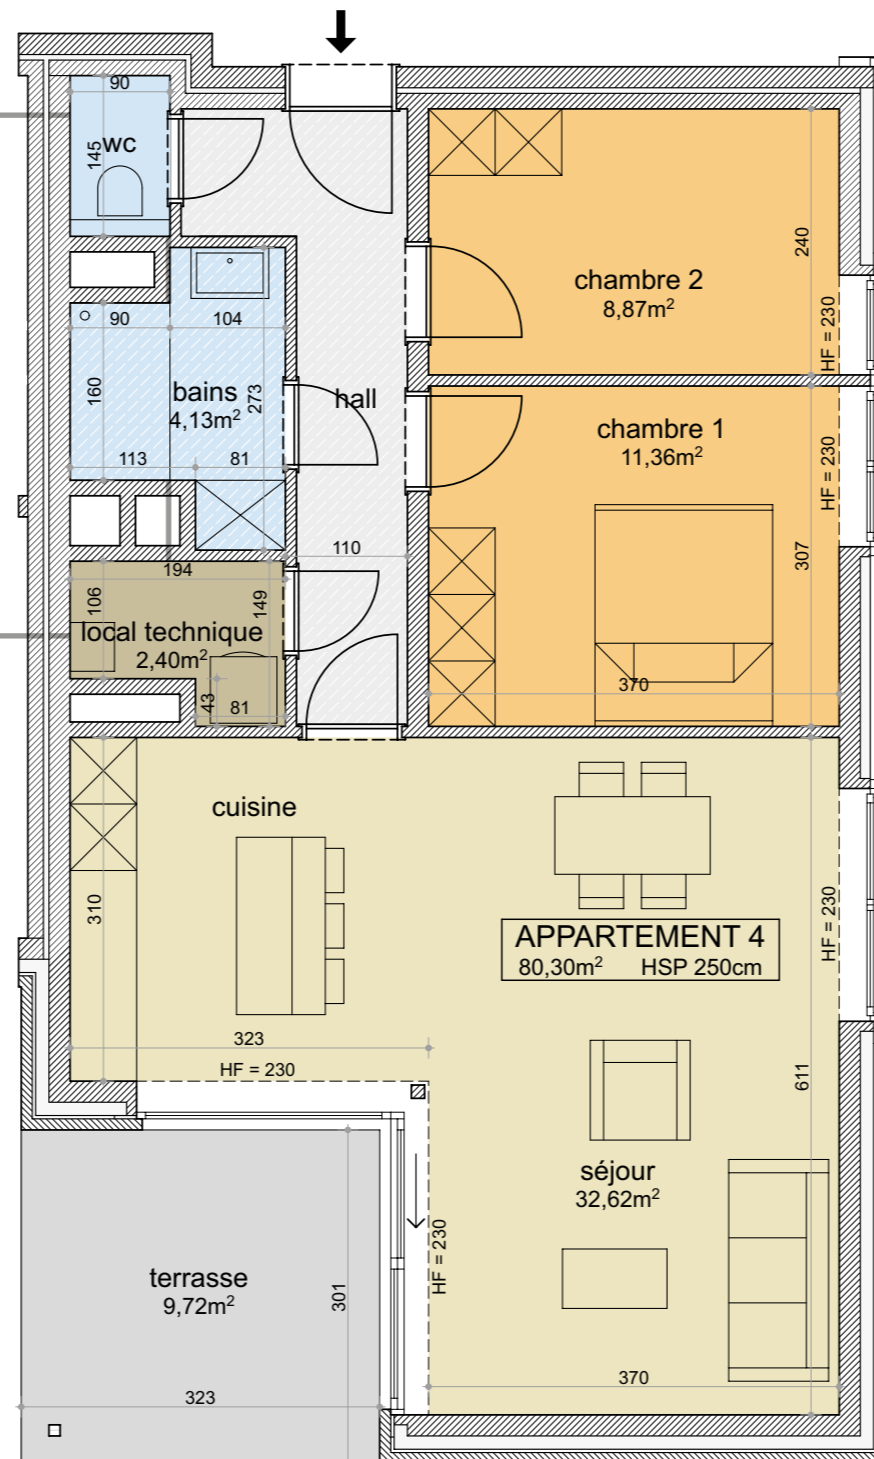 90
wc
145
chambre 2
8,87m²
240
HF = 230
90
104
160
bains
4,13m²
273
hall
113
81
chambre 1
11,36m²
HF = 230
307
110
194
106
149
local technique
2,40m²
43
81
370
cuisine
310
HF = 230
APPARTEMENT 4
80,30m² HSP 250cm
323
HF = 230
611
séjour
32,62m²
HF = 230
terrasse
9,72m²
301
323
370